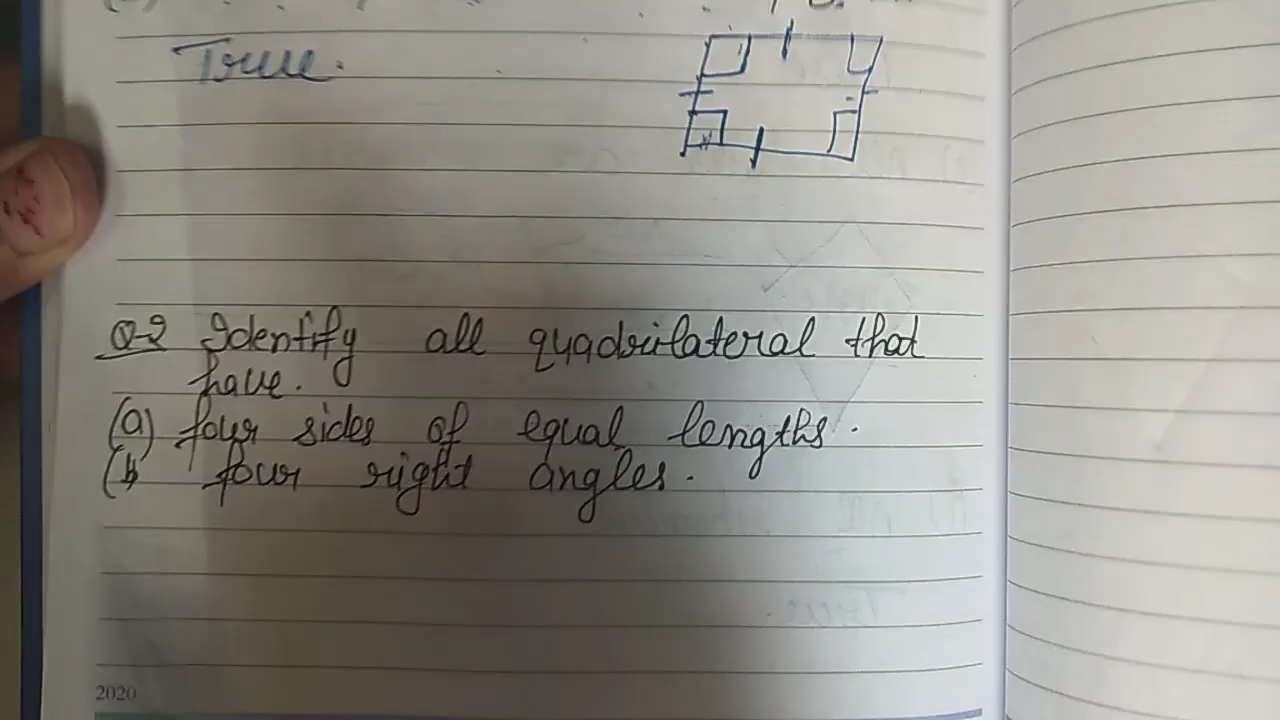 True.
Q-2 Identify all quadrilateral that
have.
(a) four sides of equal lengths.
(b) four right angles.
2020